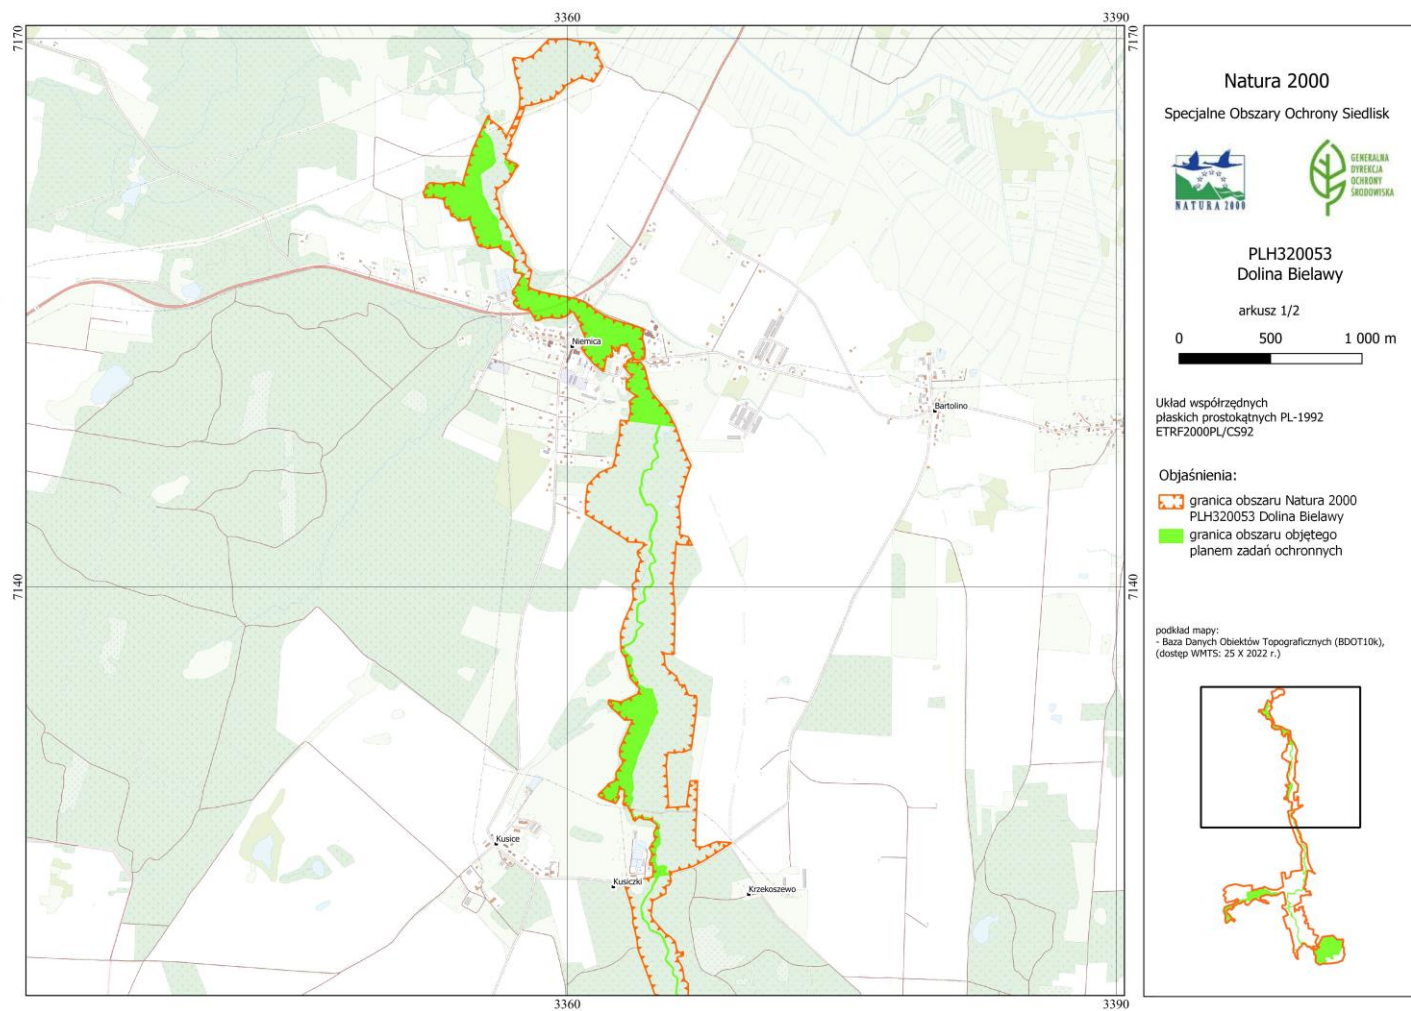 3360
3390
7170
7170
Niemica
Bartolino
7140
7140
Kusice
Kusiczki
Krzekoszewo
3360
3390
Natura 2000
Specjalne Obszary Ochrony Siedlisk
NATURA 2000
GENERALNA
DYREKCJA
OCHRONY
ŚRODOWISKA
PLH320053
Dolina Bielawy
arkusz 1/2
0 500 1 000 m
Układ współrzędnych
płaskich prostokątnych PL-1992
ETRF2000PL/CS92
Objaśnienia:
granica obszaru Natura 2000
PLH320053 Dolina Bielawy
granica obszaru objętego
planem zadań ochronnych
podkład mapy:
- Baza Danych Obiektów Topograficznych (BDOT10k),
(dostęp WMTS: 25 X 2022 r.)